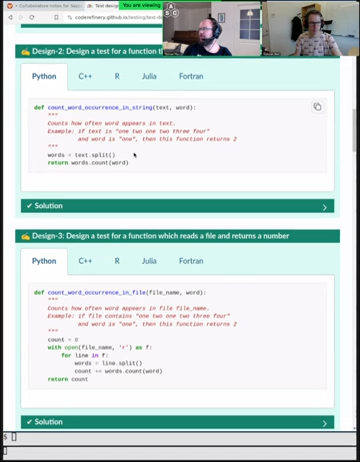 Collaborative notes for
You are viewing
coderefinery.github.io/testing/test-de
Design-2: Design a test for a function th
Python C++ R Julia Fortran
def count_word_occurrence_in_string(text, word):
"""
Counts how often word appears in text.
Example: if text is "one two one two three four"
and word is "one", then this function returns 2
"""
words = text.split()
return words.count(word)
✔ Solution
Design-3: Design a test for a function which reads a file and returns a number
Python C++ R Julia Fortran
def count_word_occurrence_in_file(file_name, word):
"""
Counts how often word appears in file file_name.
Example: if file contains "one two one two three four"
and word is "one", then this function returns 2
"""
count = 0
with open(file_name, 'r') as f:
for line in f:
words = line.split()
count += words.count(word)
return count
✔ Solution